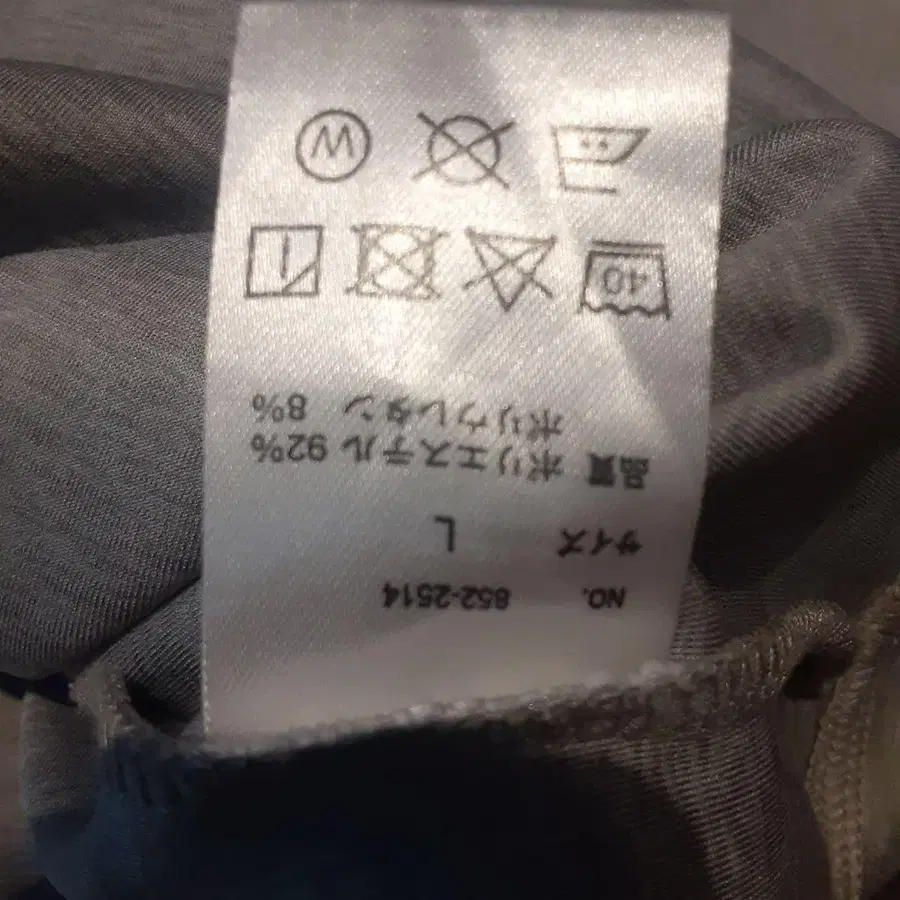 NO. 852-2514
サイズ L
品質 ポリエステル 92%
ポリウレタン 8%
40
W